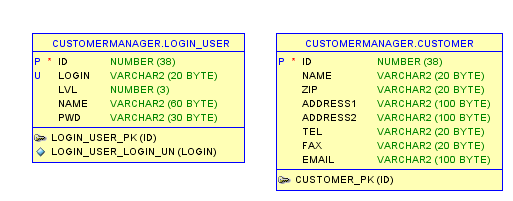 CUSTOMERMANAGER.LOGIN_USER
P * ID NUMBER (38)
U LOGIN VARCHAR2 (20 BYTE)
LVL NUMBER (3)
NAME VARCHAR2 (60 BYTE)
PWD VARCHAR2 (30 BYTE)
LOGIN_USER_PK (ID)
LOGIN_USER_LOGIN_UN (LOGIN)
CUSTOMERMANAGER.CUSTOMER
P * ID NUMBER (38)
NAME VARCHAR2 (20 BYTE)
ZIP VARCHAR2 (20 BYTE)
ADDRESS1 VARCHAR2 (100 BYTE)
ADDRESS2 VARCHAR2 (100 BYTE)
TEL VARCHAR2 (20 BYTE)
FAX VARCHAR2 (20 BYTE)
EMAIL VARCHAR2 (100 BYTE)
CUSTOMER_PK (ID)